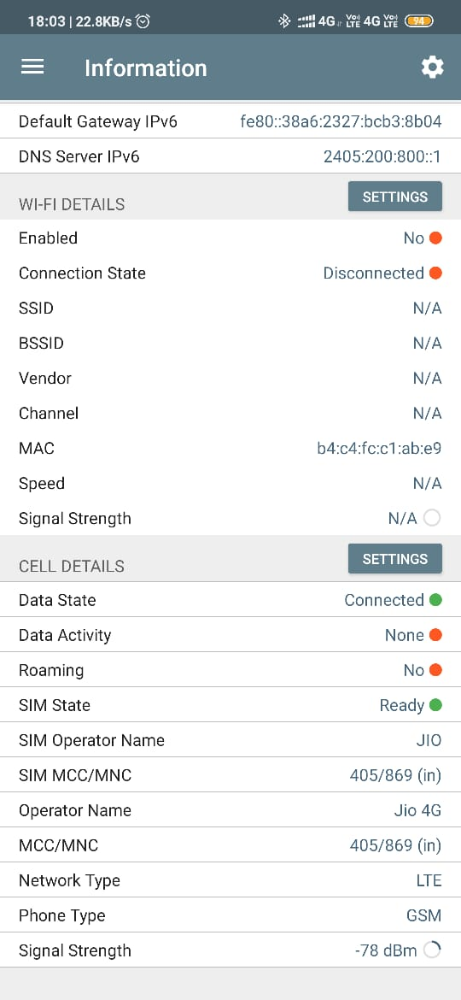 18:03 | 22.8KB/s 4G Vo) LTE 4G Vo) LTE 94
Information
Default Gateway IPv6 fe80::38a6:2327:bcb3:8b04
DNS Server IPv6 2405:200:800::1
WI-FI DETAILS SETTINGS
Enabled No
Connection State Disconnected
SSID N/A
BSSID N/A
Vendor N/A
Channel N/A
MAC b4:c4:fc:c1:ab:e9
Speed N/A
Signal Strength N/A
CELL DETAILS SETTINGS
Data State Connected
Data Activity None
Roaming No
SIM State Ready
SIM Operator Name JIO
SIM MCC/MNC 405/869 (in)
Operator Name Jio 4G
MCC/MNC 405/869 (in)
Network Type LTE
Phone Type GSM
Signal Strength -78 dBm